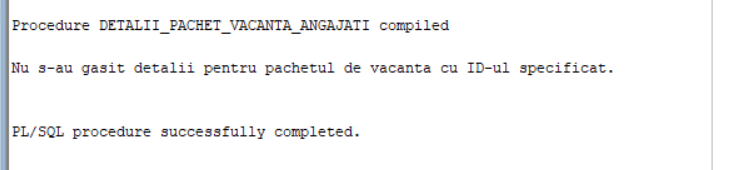 Procedure DETALII_PACHET_VACANTA_ANGAJATI compiled
Nu s-au gasit detalii pentru pachetul de vacanta cu ID-ul specificat.
PL/SQL procedure successfully completed.